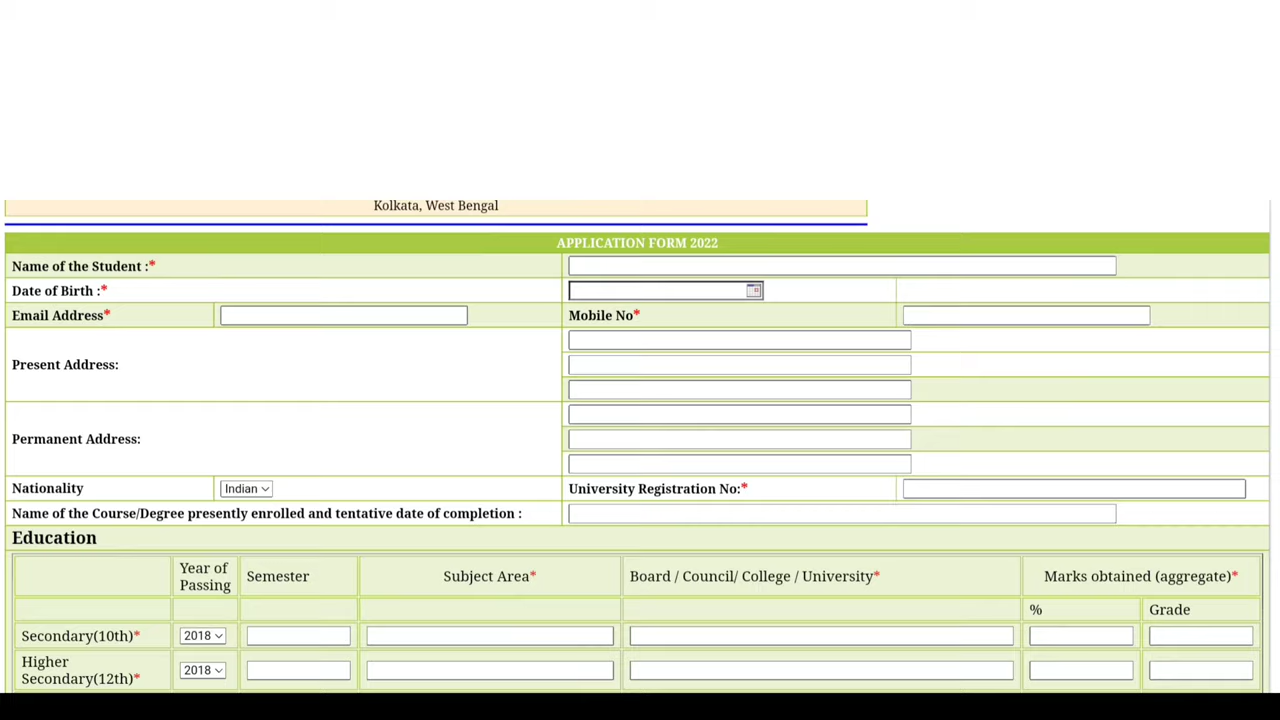 Kolkata, West Bengal
APPLICATION FORM 2022
Name of the Student :*
Date of Birth :*
Email Address* Mobile No*
Present Address:
Permanent Address:
Nationality Indian University Registration No:*
Name of the Course/Degree presently enrolled and tentative date of completion :
Education
Year of Passing Semester Subject Area* Board / Council/ College / University* Marks obtained (aggregate)*
% Grade
Secondary(10th)* 2018
Higher Secondary(12th)* 2018